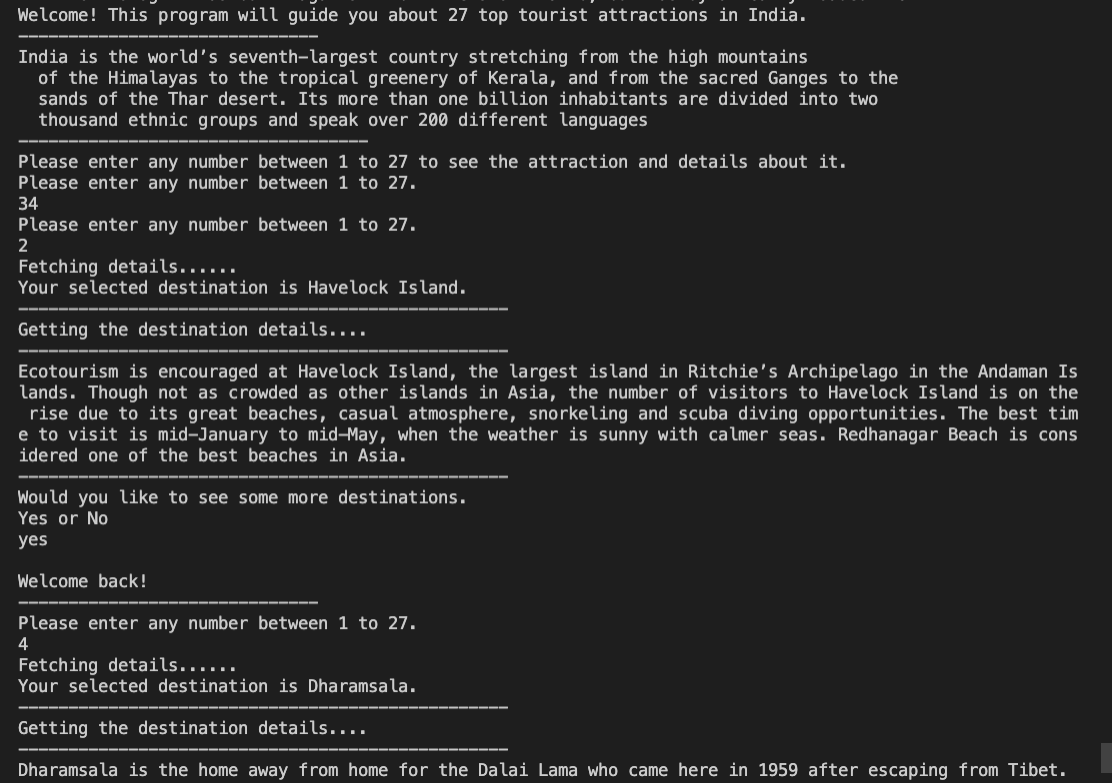 Welcome! This program will guide you about 27 top tourist attractions in India.
------------------------------
India is the world’s seventh-largest country stretching from the high mountains
  of the Himalayas to the tropical greenery of Kerala, and from the sacred Ganges to the
  sands of the Thar desert. Its more than one billion inhabitants are divided into two
  thousand ethnic groups and speak over 200 different languages
-----------------------------------
Please enter any number between 1 to 27 to see the attraction and details about it.
Please enter any number between 1 to 27.
34
Please enter any number between 1 to 27.
2
Fetching details......
Your selected destination is Havelock Island.
-------------------------------------------------
Getting the destination details....
-------------------------------------------------
Ecotourism is encouraged at Havelock Island, the largest island in Ritchie’s Archipelago in the Andaman Is
lands. Though not as crowded as other islands in Asia, the number of visitors to Havelock Island is on the
 rise due to its great beaches, casual atmosphere, snorkeling and scuba diving opportunities. The best tim
e to visit is mid-January to mid-May, when the weather is sunny with calmer seas. Redhanagar Beach is cons
idered one of the best beaches in Asia.
-------------------------------------------------
Would you like to see some more destinations.
Yes or No
yes

Welcome back!
------------------------------
Please enter any number between 1 to 27.
4
Fetching details......
Your selected destination is Dharamsala.
-------------------------------------------------
Getting the destination details....
-------------------------------------------------
Dharamsala is the home away from home for the Dalai Lama who came here in 1959 after escaping from Tibet.